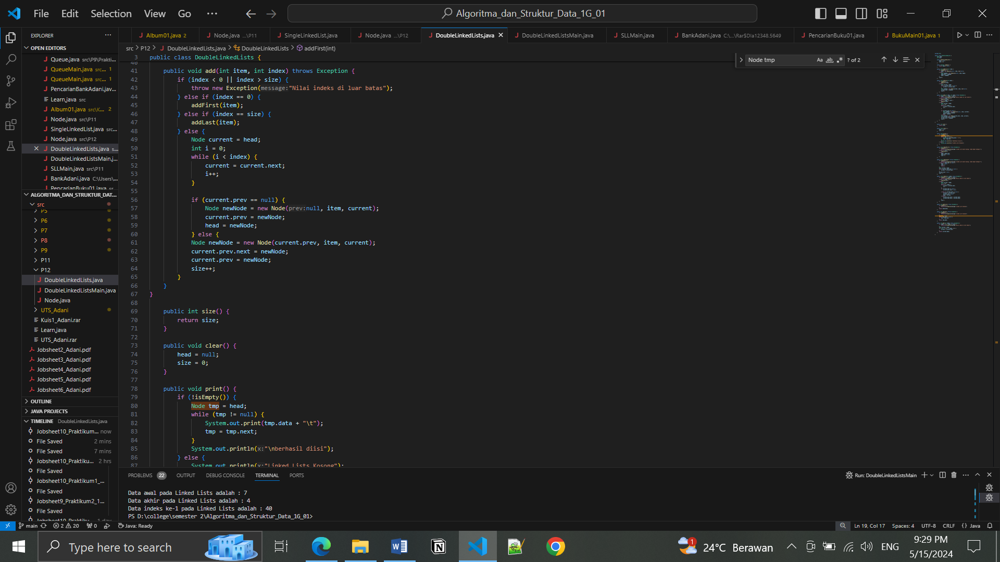 File Edit Selection View Go ··· Algoritma_dan_Struktur_Data_1G_01
EXPLORER ···
OPEN EDITORS
Queue.java src\P9\Prakti...
QueueMain.java src... 1
QueueMain.java src... 1
PencarianBankAdani.jav...
Learn,java src
Album01.java src\K... 2
Node.java src\P11
SingleLinkedList.java src...
Node.java src\P12
DoubleLinkedLists.java s...
DoubleLinkedListsMain.j...
SLLMain.java src\P11
BankAdani.java C:\Users\...
PencarianBuku01.java sr...
ALGORITMA_DAN_STRUKTUR_DAT...
src
P5
P6
P7
P8
P9
P11
P12
DoubleLinkedLists.java
DoubleLinkedListsMain.java
Node.java
UTS_Adani
Kuis1_Adani.rar
Learn,java
UTS_Adani.rar
Jobsheet2_Adani.pdf
Jobsheet3_Adani.pdf
Jobsheet4_Adani.pdf
Jobsheet5_Adani.pdf
Jobsheet6_Adani.pdf
OUTLINE
JAVA PROJECTS
TIMELINE DoubleLinkedLists.java
Jobsheet10_Praktikum... now
File Saved 2 mins
File Saved 7 mins
Jobsheet10_Praktiku... 2 hrs
File Saved
Jobsheet10_Praktikum1_...
File Saved
Jobsheet9_Praktikum2_1...
File Saved
Jobsheet10_Praktiku... 1 day
Album01.java 2 Node.java ...\P11 SingleLinkedList.java Node.java ...\P12 DoubleLinkedLists.java DoubleLinkedListsMain.java SLLMain.java BankAdani.java C:\...\Rar$DIa12348.5649 PencarianBuku01.java BukuMain01.java 1
src > P12 > DoubleLinkedLists.java > DoubleLinkedLists > addFirst(int)
Node tmp Aa ab .* ? of 2
3 public class DoubleLinkedLists {
40
41 public void add(int item, int index) throws Exception {
42 if (index < 0 || index > size) {
43 throw new Exception(message:"Nilai indeks di luar batas");
44 } else if (index == 0) {
45 addFirst(item);
46 } else if (index == size) {
47 addLast(item);
48 } else {
49 Node current = head;
50 int i = 0;
51 while (i < index) {
52 current = current.next;
53 i++;
54 }
55
56 if (current.prev == null) {
57 Node newNode = new Node(prev:null, item, current);
58 current.prev = newNode;
59 head = newNode;
60 } else {
61 Node newNode = new Node(current.prev, item, current);
62 current.prev.next = newNode;
63 current.prev = newNode;
64 size++;
65 }
66 }
67 }
68
69 public int size() {
70 return size;
71 }
72
73 public void clear() {
74 head = null;
75 size = 0;
76 }
77
78 public void print() {
79 if (!isEmpty()) {
80 Node tmp = head;
81 while (tmp != null) {
82 System.out.print(tmp.data + "\t");
83 tmp = tmp.next;
84 }
85 System.out.println(x:"\nberhasil diisi");
86 } else {
87 System.out.println(x:"Linked Lists Kosong");
PROBLEMS 22 OUTPUT DEBUG CONSOLE TERMINAL PORTS Run: DoubleLinkedListsMain
Data awal pada Linked Lists adalah : 7
Data akhir pada Linked Lists adalah : 4
Data indeks ke-1 pada Linked Lists adalah : 40
PS D:\college\semester 2\Algoritma_dan_Struktur_Data_1G_01>
main 2 20 0 Java: Ready Ln 19, Col 17 Spaces: 4 UTF-8 CRLF {} Java
Type here to search
1 24°C Berawan ENG 9:29 PM
5/15/2024